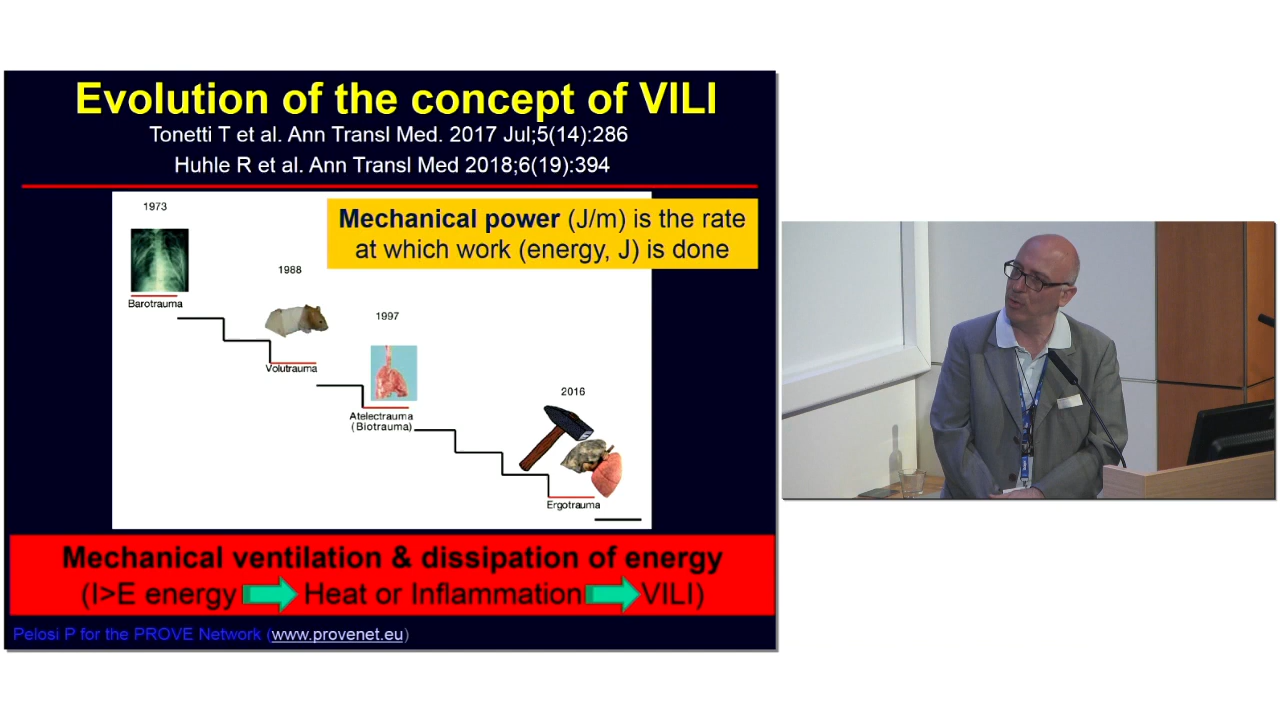 Evolution of the concept of VILI
Tonetti T et al. Ann Transl Med. 2017 Jul;5(14):286
Huhle R et al. Ann Transl Med 2018;6(19):394
1973
Mechanical power (J/m) is the rate
at which work (energy, J) is done
1988
Barotrauma
1997
Volutrauma
2016
Atelectrauma
(Biotrauma)
Ergotrauma
Mechanical ventilation & dissipation of energy
(I>E energy Heat or Inflammation VILI)
Pelosi P for the PROVE Network (www.provenet.eu)